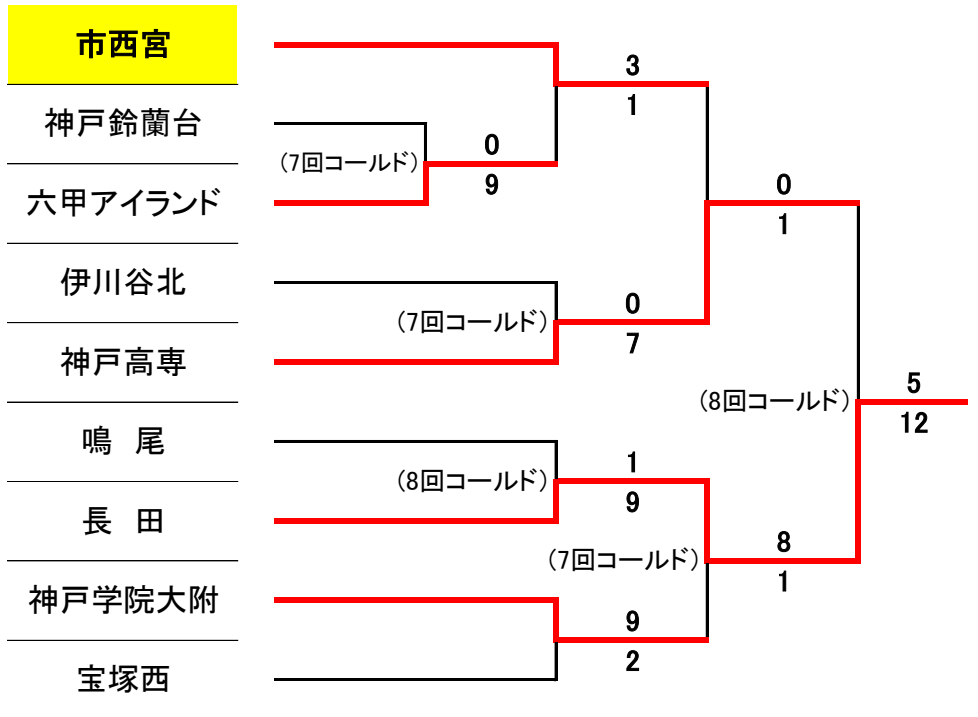 市西宮
3
1
神戸鈴蘭台
(7回コールド)
0
9
六甲アイランド
0
1
伊川谷北
(7回コールド)
0
7
神戸高専
(8回コールド)
5
12
鳴 尾
(8回コールド)
1
9
長 田
(7回コールド)
8
1
神戸学院大附
9
2
宝塚西